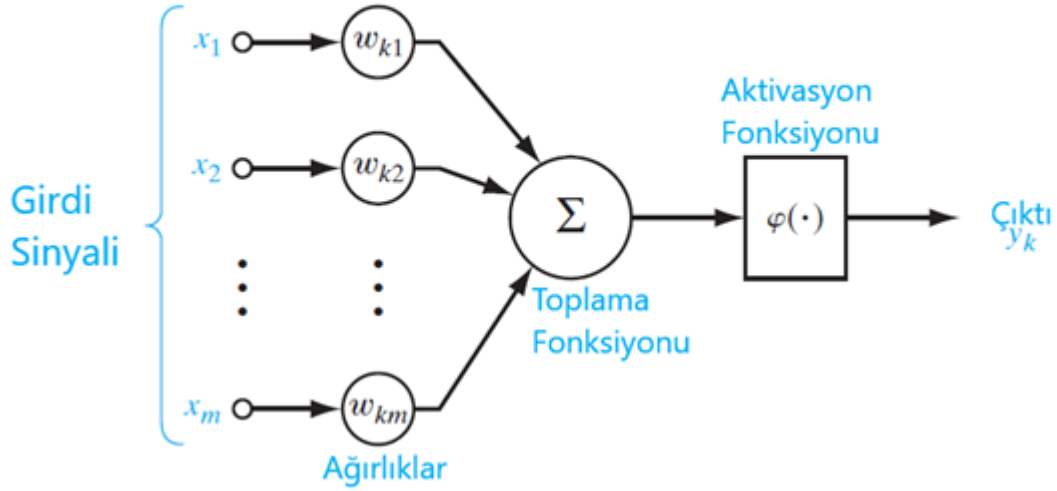 x1
wk1
Aktivasyon
Fonksiyonu
x2
wk2
Girdi
Sinyali
Σ
φ(·)
Çıktı
yk
Toplama
Fonksiyonu
xm
wkm
Ağırlıklar